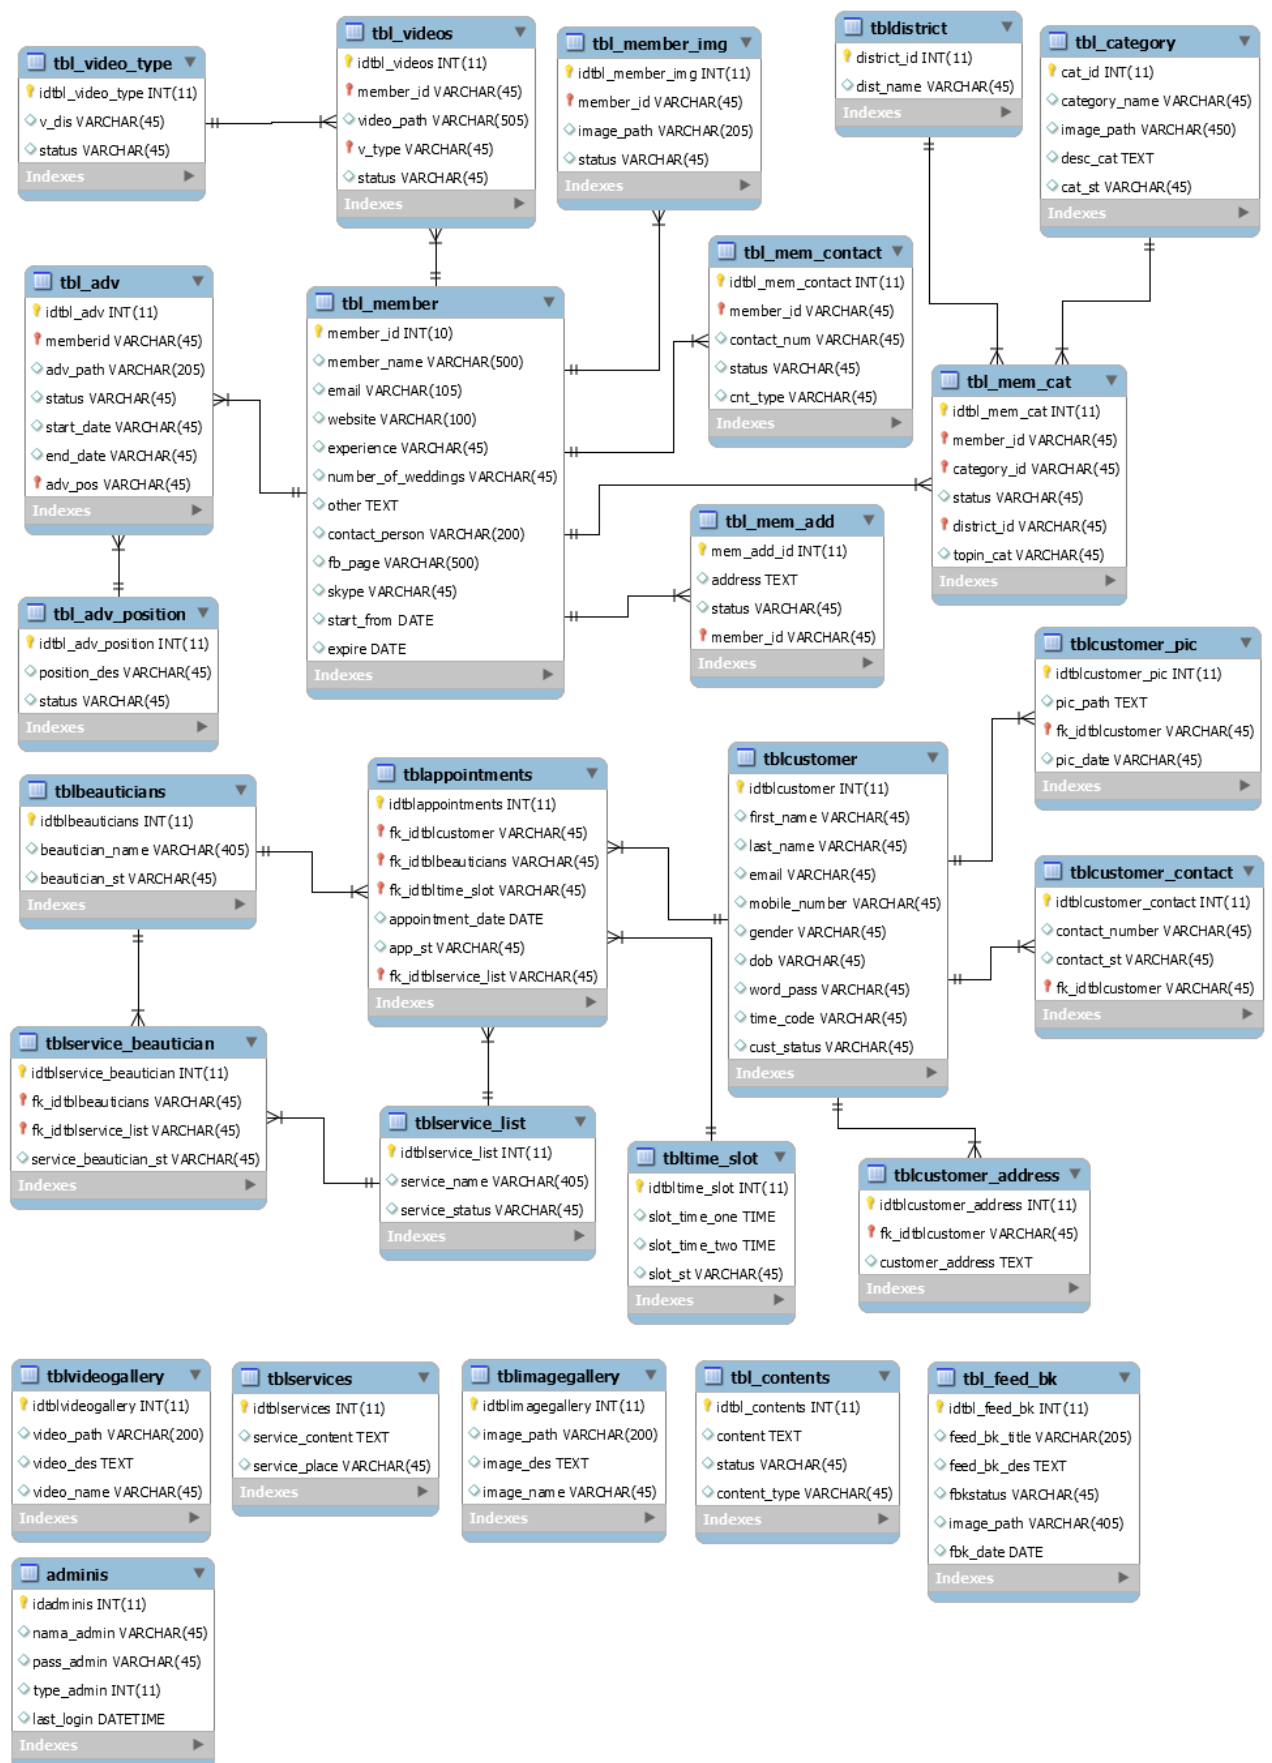 tbl_video_type
idtbl_video_type INT(11)
v_dis VARCHAR(45)
status VARCHAR(45)
Indexes
tbl_videos
idtbl_videos INT(11)
member_id VARCHAR(45)
video_path VARCHAR(505)
v_type VARCHAR(45)
status VARCHAR(45)
Indexes
tbl_member_img
idtbl_member_img INT(11)
member_id VARCHAR(45)
image_path VARCHAR(205)
status VARCHAR(45)
Indexes
tbldistrict
district_id INT(11)
dist_name VARCHAR(45)
Indexes
tbl_category
cat_id INT(11)
category_name VARCHAR(45)
image_path VARCHAR(450)
desc_cat TEXT
cat_st VARCHAR(45)
Indexes
tbl_adv
idtbl_adv INT(11)
memberid VARCHAR(45)
adv_path VARCHAR(205)
status VARCHAR(45)
start_date VARCHAR(45)
end_date VARCHAR(45)
adv_pos VARCHAR(45)
Indexes
tbl_member
member_id INT(10)
member_name VARCHAR(500)
email VARCHAR(105)
website VARCHAR(100)
experience VARCHAR(45)
number_of_weddings VARCHAR(45)
other TEXT
contact_person VARCHAR(200)
fb_page VARCHAR(500)
skype VARCHAR(45)
start_from DATE
expire DATE
Indexes
tbl_mem_contact
idtbl_mem_contact INT(11)
member_id VARCHAR(45)
contact_num VARCHAR(45)
status VARCHAR(45)
cnt_type VARCHAR(45)
Indexes
tbl_mem_cat
idtbl_mem_cat INT(11)
member_id VARCHAR(45)
category_id VARCHAR(45)
status VARCHAR(45)
district_id VARCHAR(45)
topin_cat VARCHAR(45)
Indexes
tbl_mem_add
mem_add_id INT(11)
address TEXT
status VARCHAR(45)
member_id VARCHAR(45)
Indexes
tbl_adv_position
idtbl_adv_position INT(11)
position_des VARCHAR(45)
status VARCHAR(45)
Indexes
tblcustomer_pic
idtblcustomer_pic INT(11)
pic_path TEXT
fk_idtblcustomer VARCHAR(45)
pic_date VARCHAR(45)
Indexes
tblbeauticians
idtblbeauticians INT(11)
beautician_name VARCHAR(405)
beautician_st VARCHAR(45)
Indexes
tblappointments
idtblappointments INT(11)
fk_idtblcustomer VARCHAR(45)
fk_idtblbeauticians VARCHAR(45)
fk_idtbltime_slot VARCHAR(45)
appointment_date DATE
app_st VARCHAR(45)
fk_idtblservice_list VARCHAR(45)
Indexes
tblcustomer
idtblcustomer INT(11)
first_name VARCHAR(45)
last_name VARCHAR(45)
email VARCHAR(45)
mobile_number VARCHAR(45)
gender VARCHAR(45)
dob VARCHAR(45)
word_pass VARCHAR(45)
time_code VARCHAR(45)
cust_status VARCHAR(45)
Indexes
tblcustomer_contact
idtblcustomer_contact INT(11)
contact_number VARCHAR(45)
contact_st VARCHAR(45)
fk_idtblcustomer VARCHAR(45)
Indexes
tblservice_beautician
idtblservice_beautician INT(11)
fk_idtblbeauticians VARCHAR(45)
fk_idtblservice_list VARCHAR(45)
service_beautician_st VARCHAR(45)
Indexes
tblservice_list
idtblservice_list INT(11)
service_name VARCHAR(405)
service_status VARCHAR(45)
Indexes
tbltime_slot
idtbltime_slot INT(11)
slot_time_one TIME
slot_time_two TIME
slot_st VARCHAR(45)
Indexes
tblcustomer_address
idtblcustomer_address INT(11)
fk_idtblcustomer VARCHAR(45)
customer_address TEXT
Indexes
tblvideogallery
idtblvideogallery INT(11)
video_path VARCHAR(200)
video_des TEXT
video_name VARCHAR(45)
Indexes
tblservices
idtblservices INT(11)
service_content TEXT
service_place VARCHAR(45)
Indexes
tblimagegallery
idtblimagegallery INT(11)
image_path VARCHAR(200)
image_des TEXT
image_name VARCHAR(45)
Indexes
tbl_contents
idtbl_contents INT(11)
content TEXT
status VARCHAR(45)
content_type VARCHAR(45)
Indexes
tbl_feed_bk
idtbl_feed_bk INT(11)
feed_bk_title VARCHAR(205)
feed_bk_des TEXT
fbkstatus VARCHAR(45)
image_path VARCHAR(405)
fbk_date DATE
Indexes
adminis
idadminis INT(11)
nama_admin VARCHAR(45)
pass_admin VARCHAR(45)
type_admin INT(11)
last_login DATETIME
Indexes